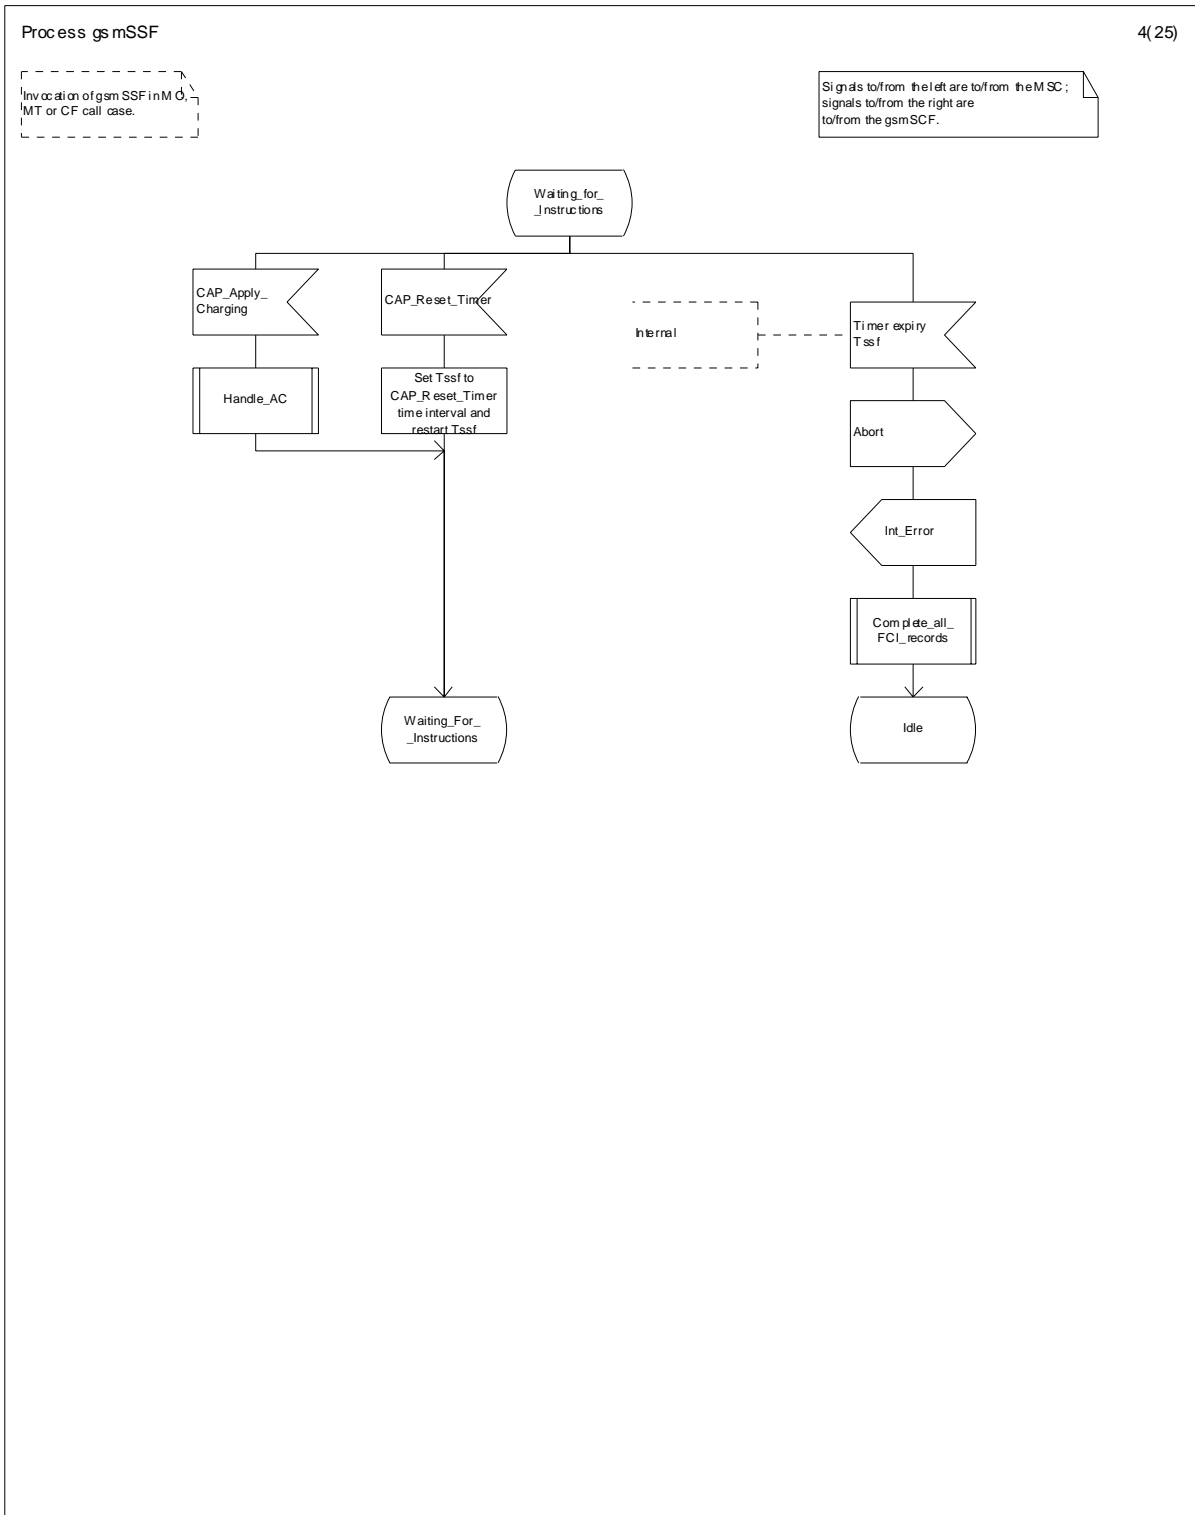 Process gsmSSF
4(25)
Invocation of gsmSSF in MO,
MT or CF call case.
Signals to/from the left are to/from the MSC;
signals to/from the right are
to/from the gsmSCF.
Waiting_for_
_Instructions
CAP_Apply_
Charging
CAP_Reset_Timer
Internal
Timer expiry
Tssf
Handle_AC
Set Tssf to
CAP_Reset_Timer
time interval and
restart Tssf
Abort
Int_Error
Complete_all_
FCI_records
Waiting_For_
_Instructions
Idle